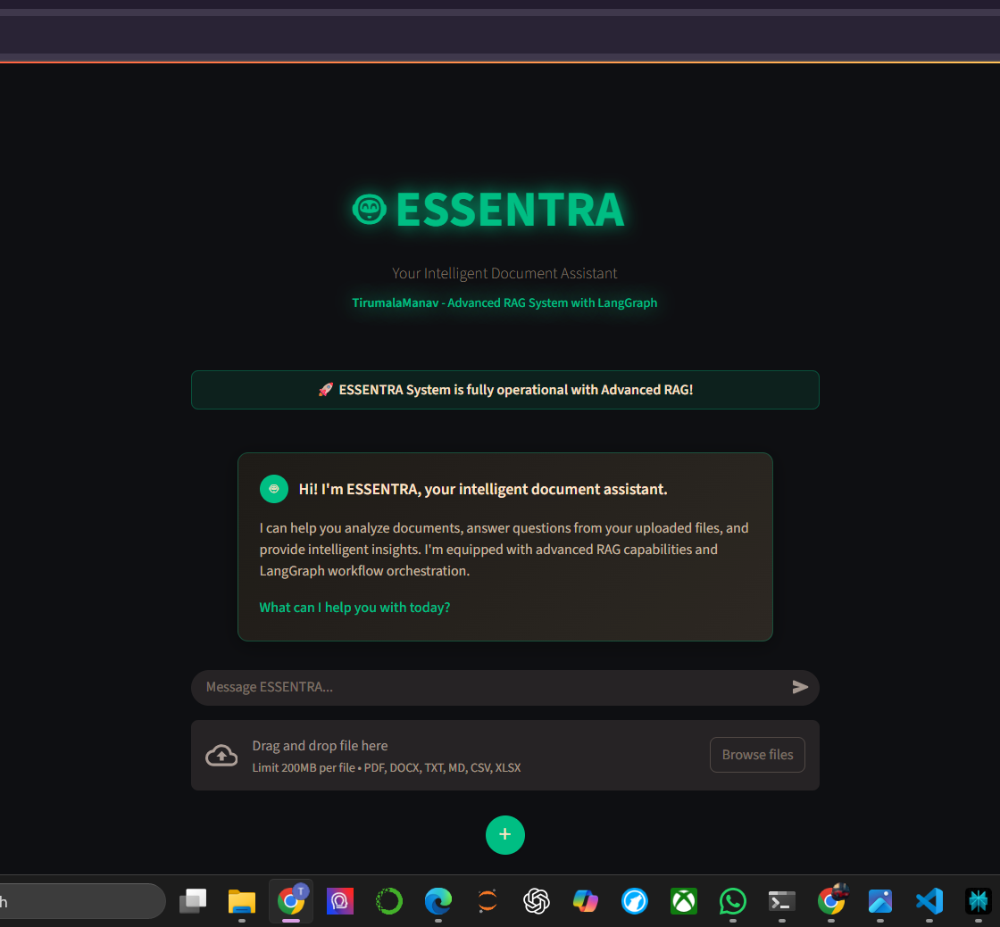 ESSENTRA
Your Intelligent Document Assistant
TirumalaManav - Advanced RAG System with LangGraph
🚀 ESSENTRA System is fully operational with Advanced RAG!
Hi! I'm ESSENTRA, your intelligent document assistant.
I can help you analyze documents, answer questions from your uploaded files, and
provide intelligent insights. I'm equipped with advanced RAG capabilities and
LangGraph workflow orchestration.
What can I help you with today?
Message ESSENTRA...
Drag and drop file here
Limit 200MB per file • PDF, DOCX, TXT, MD, CSV, XLSX
Browse files
+
h
T